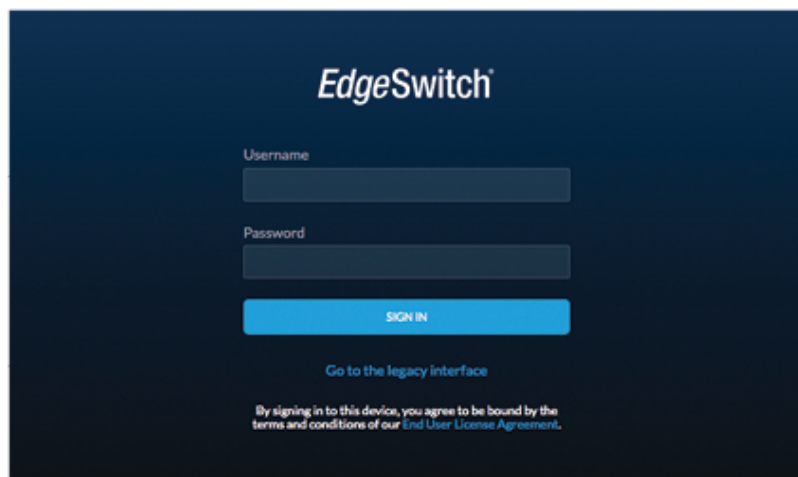 EdgeSwitch®
Username
Password
SIGN IN
Go to the legacy interface
By signing in to this device, you agree to be bound by the
terms and conditions of our End User License Agreement.